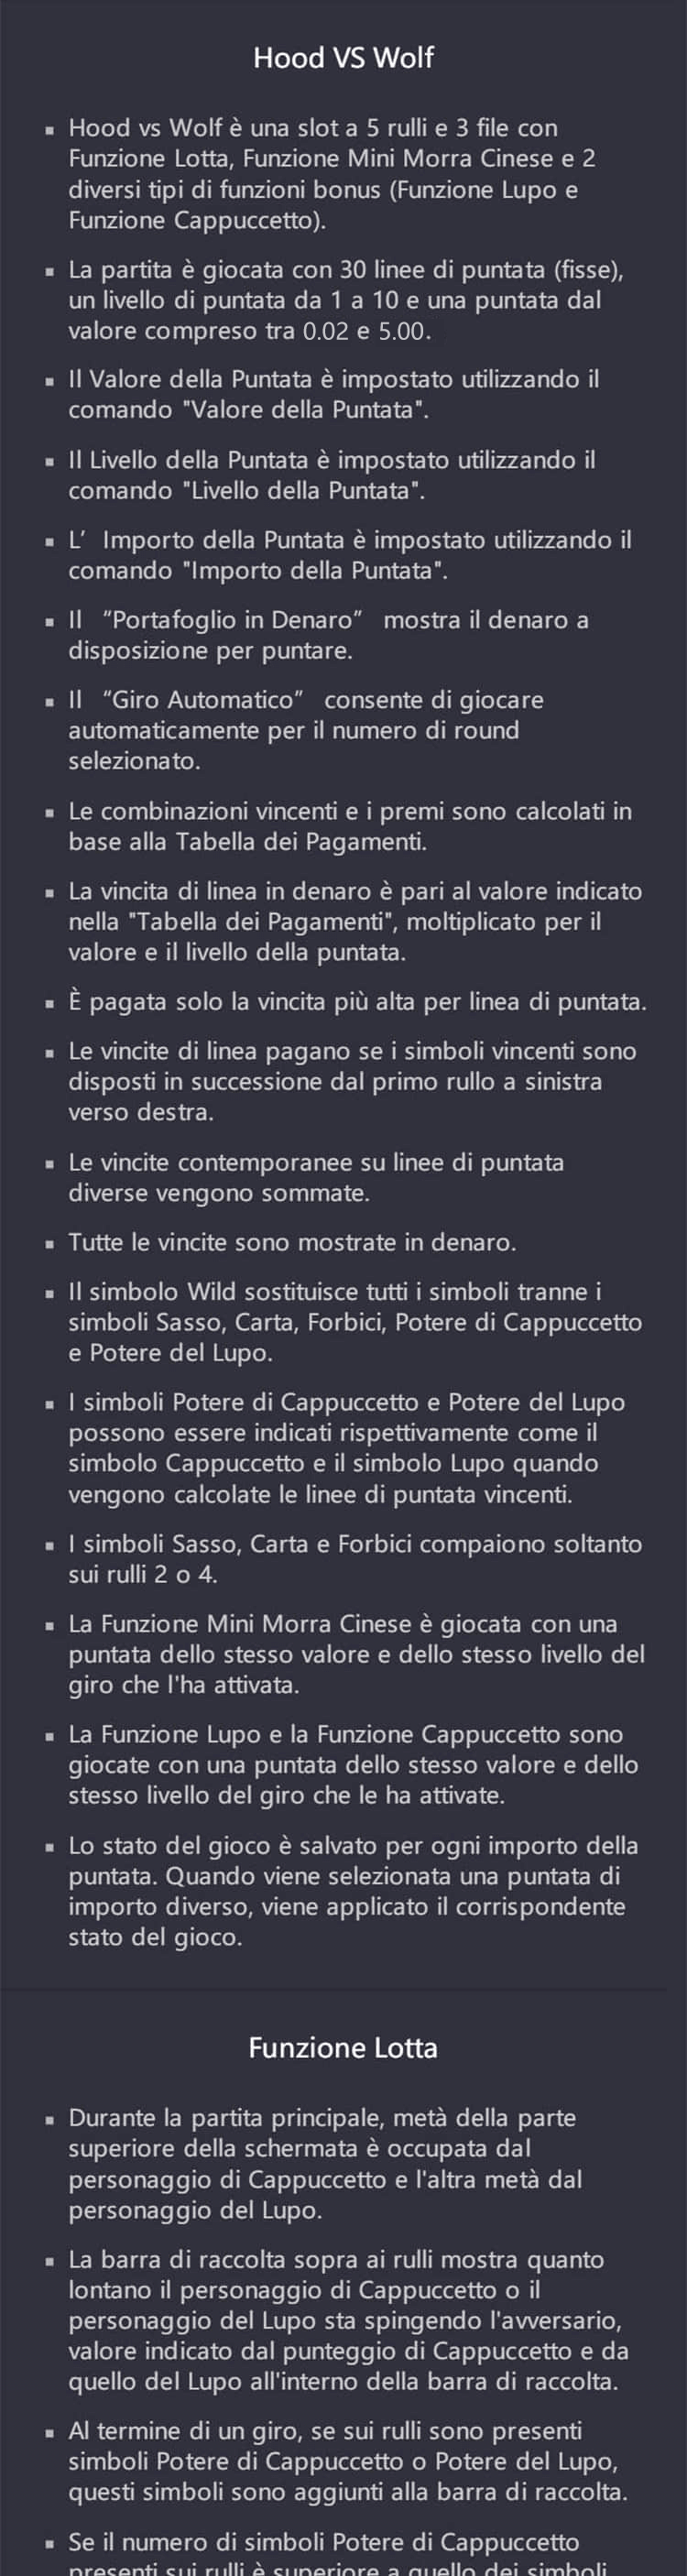 Hood VS Wolf
▪ Hood vs Wolf è una slot a 5 rulli e 3 file con
Funzione Lotta, Funzione Mini Morra Cinese e 2
diversi tipi di funzioni bonus (Funzione Lupo e
Funzione Cappuccetto).
▪ La partita è giocata con 30 linee di puntata (fisse),
un livello di puntata da 1 a 10 e una puntata dal
valore compreso tra 0.02 e 5.00.
▪ Il Valore della Puntata è impostato utilizzando il
comando "Valore della Puntata".
▪ Il Livello della Puntata è impostato utilizzando il
comando "Livello della Puntata".
▪ L’ Importo della Puntata è impostato utilizzando il
comando "Importo della Puntata".
▪ Il “Portafoglio in Denaro” mostra il denaro a
disposizione per puntare.
▪ Il “Giro Automatico” consente di giocare
automaticamente per il numero di round
selezionato.
▪ Le combinazioni vincenti e i premi sono calcolati in
base alla Tabella dei Pagamenti.
▪ La vincita di linea in denaro è pari al valore indicato
nella "Tabella dei Pagamenti", moltiplicato per il
valore e il livello della puntata.
▪ È pagata solo la vincita più alta per linea di puntata.
▪ Le vincite di linea pagano se i simboli vincenti sono
disposti in successione dal primo rullo a sinistra
verso destra.
▪ Le vincite contemporanee su linee di puntata
diverse vengono sommate.
▪ Tutte le vincite sono mostrate in denaro.
▪ Il simbolo Wild sostituisce tutti i simboli tranne i
simboli Sasso, Carta, Forbici, Potere di Cappuccetto
e Potere del Lupo.
▪ I simboli Potere di Cappuccetto e Potere del Lupo
possono essere indicati rispettivamente come il
simbolo Cappuccetto e il simbolo Lupo quando
vengono calcolate le linee di puntata vincenti.
▪ I simboli Sasso, Carta e Forbici compaiono soltanto
sui rulli 2 o 4.
▪ La Funzione Mini Morra Cinese è giocata con una
puntata dello stesso valore e dello stesso livello del
giro che l'ha attivata.
▪ La Funzione Lupo e la Funzione Cappuccetto sono
giocate con una puntata dello stesso valore e dello
stesso livello del giro che le ha attivate.
▪ Lo stato del gioco è salvato per ogni importo della
puntata. Quando viene selezionata una puntata di
importo diverso, viene applicato il corrispondente
stato del gioco.
Funzione Lotta
▪ Durante la partita principale, metà della parte
superiore della schermata è occupata dal
personaggio di Cappuccetto e l'altra metà dal
personaggio del Lupo.
▪ La barra di raccolta sopra ai rulli mostra quanto
lontano il personaggio di Cappuccetto o il
personaggio del Lupo sta spingendo l'avversario,
valore indicato dal punteggio di Cappuccetto e da
quello del Lupo all'interno della barra di raccolta.
▪ Al termine di un giro, se sui rulli sono presenti
simboli Potere di Cappuccetto o Potere del Lupo,
questi simboli sono aggiunti alla barra di raccolta.
▪ Se il numero di simboli Potere di Cappuccetto
presenti sui rulli è superiore a quello dei simboli